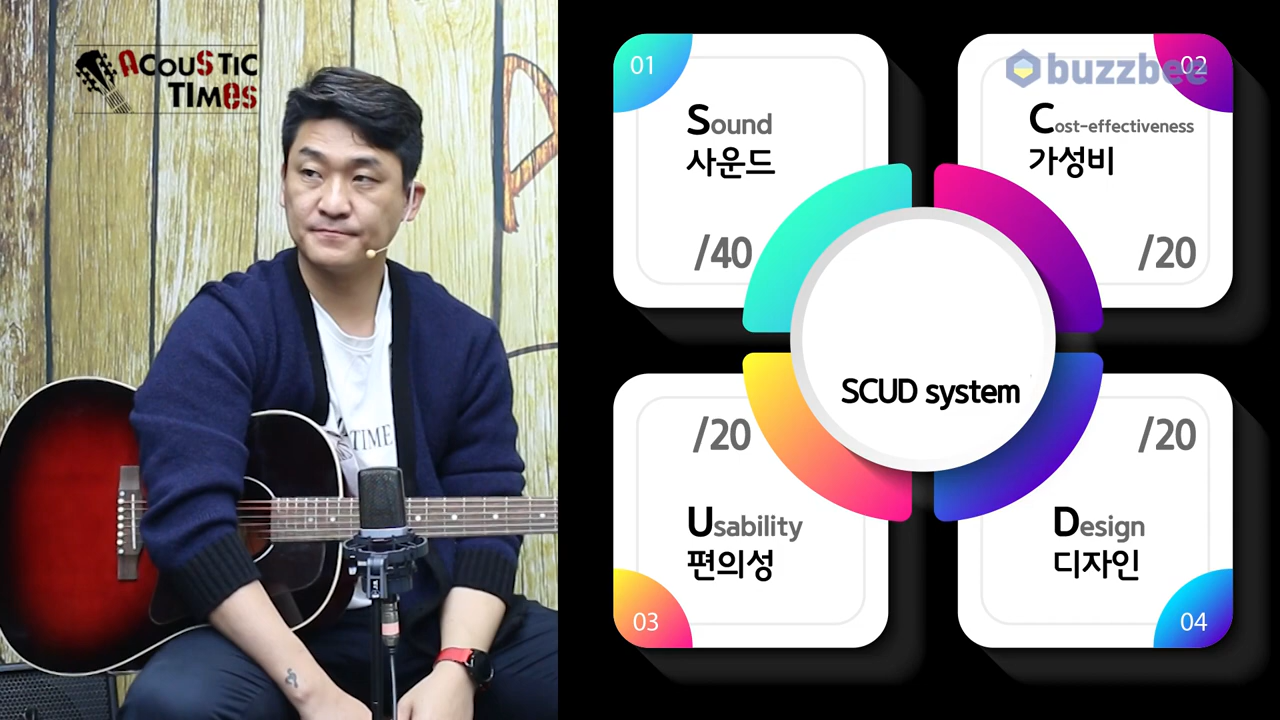 ACOUSTIC
TIMES
TIME
01
Sound
사운드
/40
buzzbee
02
Cost-effectiveness
가성비
/20
SCUD system
/20
Usability
편의성
03
/20
Design
디자인
04